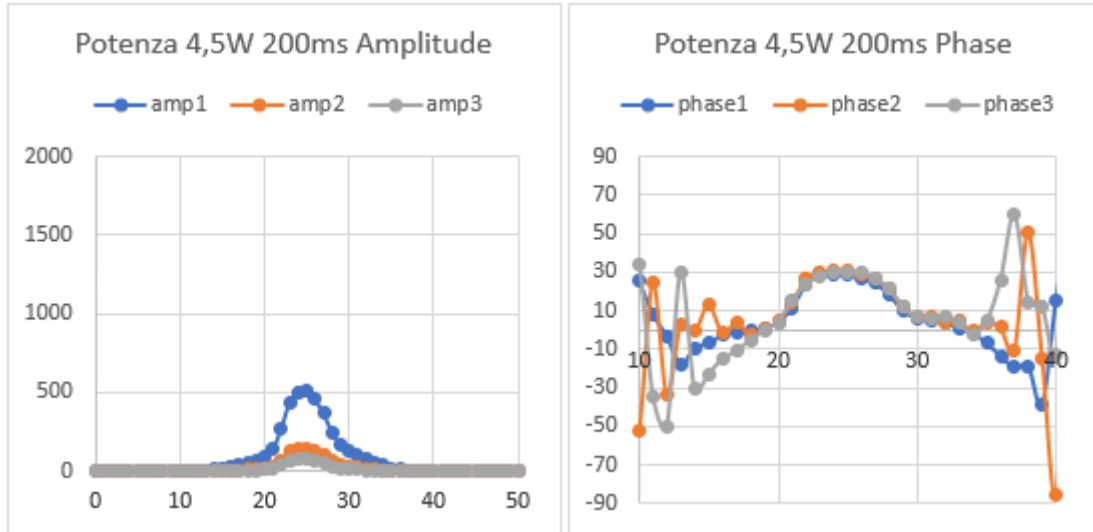 Potenza 4,5W 200ms Amplitude
amp1 amp2 amp3
2000
1500
1000
500
0
0 10 20 30 40 50
Potenza 4,5W 200ms Phase
phase1 phase2 phase3
90
70
50
30
10
-10
-30
-50
-70
-90
10 20 30 40